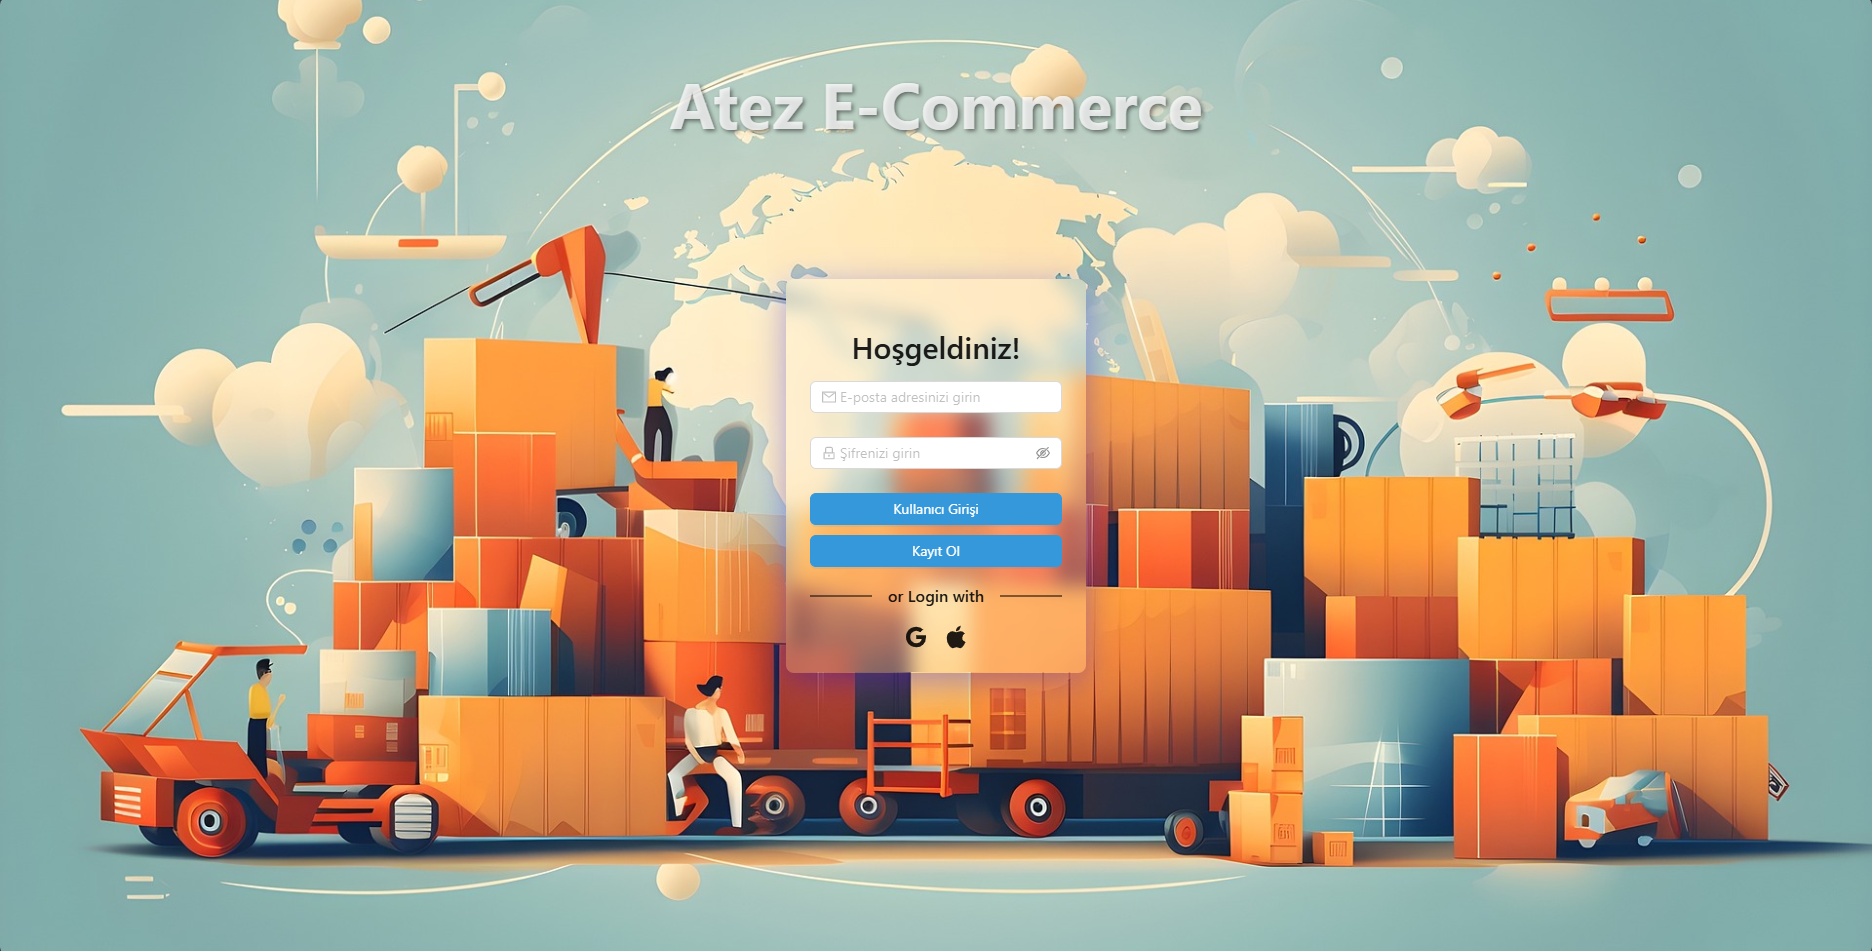 Atez E-Commerce
Hoşgeldiniz!
E-posta adresinizi girin
Şifrenizi girin
Kullanıcı Girişi
Kayıt Ol
or Login with